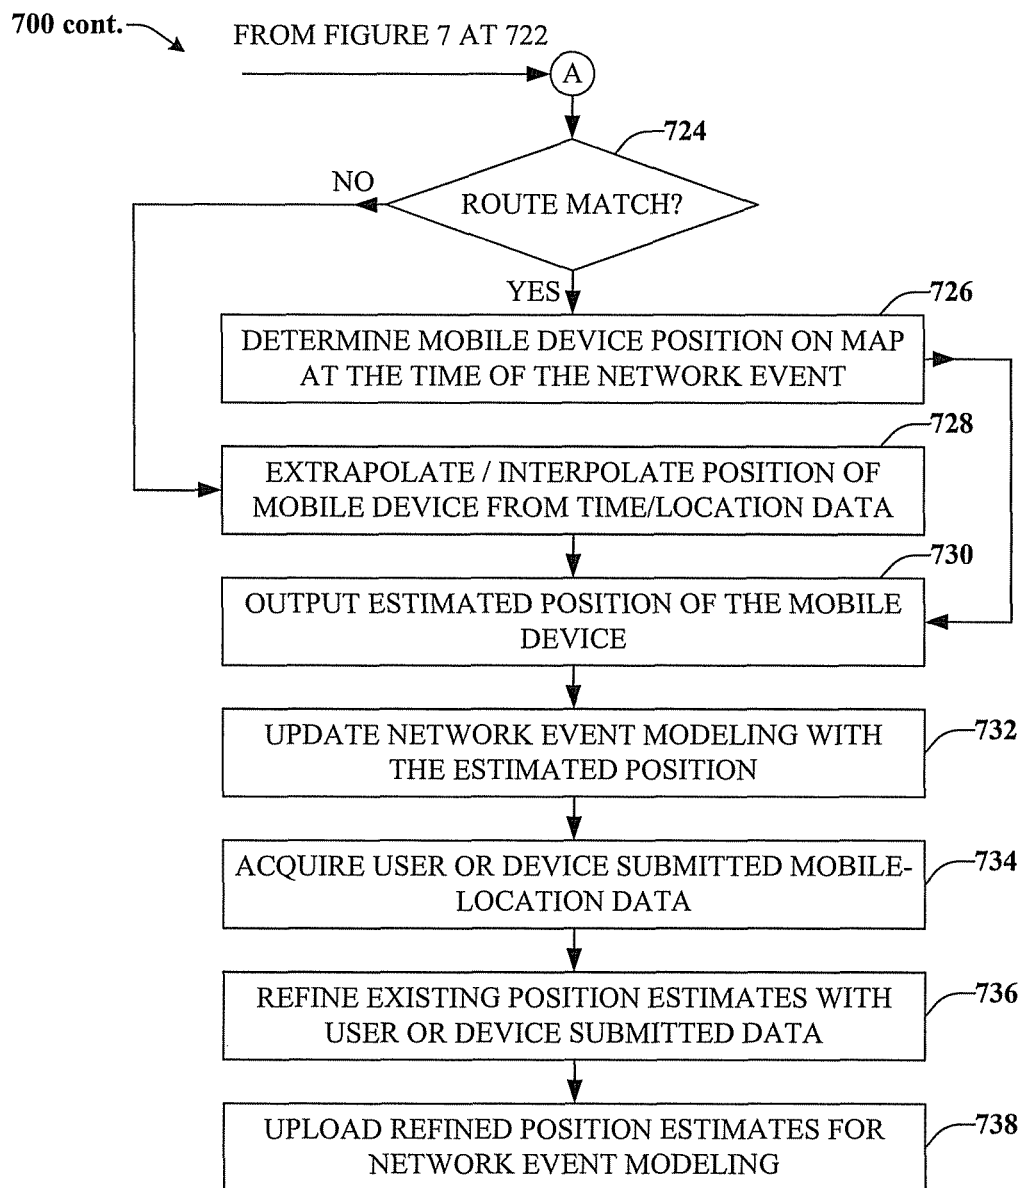 700 cont.
FROM FIGURE 7 AT 722
A
724
NO
ROUTE MATCH?
YES
726
DETERMINE MOBILE DEVICE POSITION ON MAP
AT THE TIME OF THE NETWORK EVENT
728
EXTRAPOLATE / INTERPOLATE POSITION OF
MOBILE DEVICE FROM TIME/LOCATION DATA
730
OUTPUT ESTIMATED POSITION OF THE MOBILE
DEVICE
UPDATE NETWORK EVENT MODELING WITH
THE ESTIMATED POSITION
732
ACQUIRE USER OR DEVICE SUBMITTED MOBILE-
LOCATION DATA
734
REFINE EXISTING POSITION ESTIMATES WITH
USER OR DEVICE SUBMITTED DATA
736
UPLOAD REFINED POSITION ESTIMATES FOR
NETWORK EVENT MODELING
738